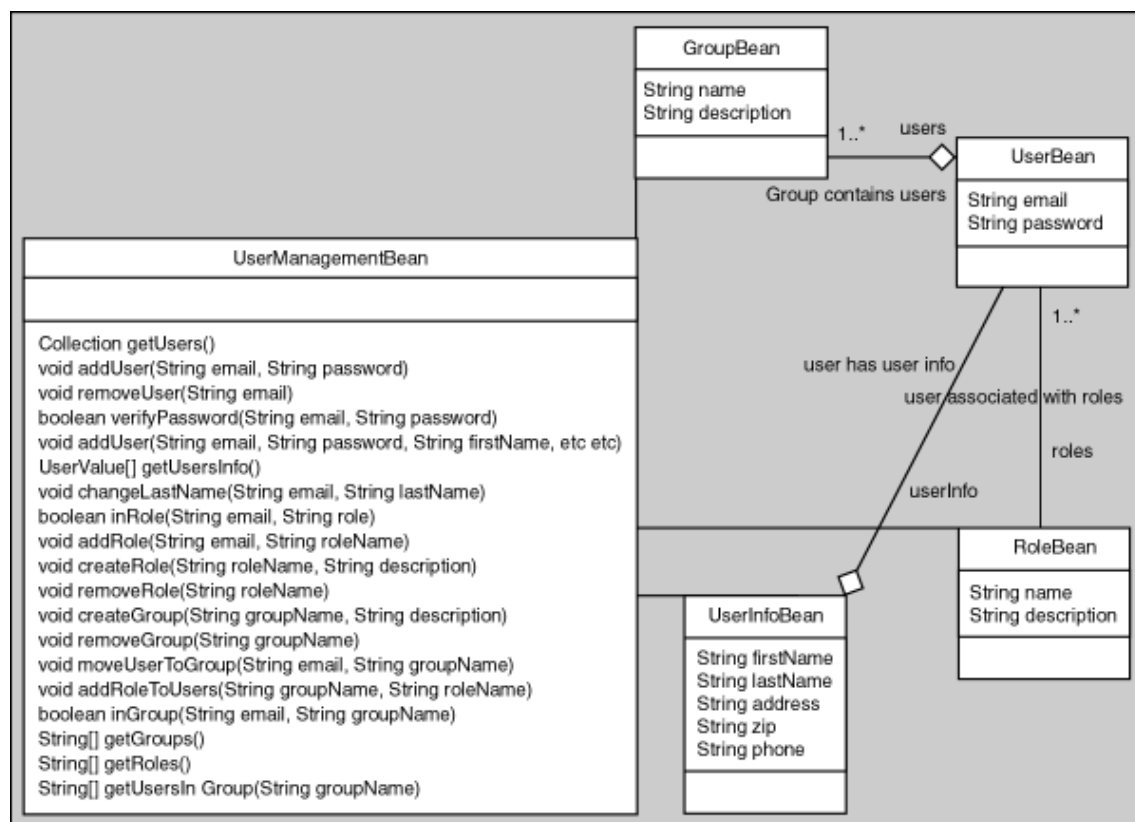 GroupBean
String name
String description
1..*
users
Group contains users
UserBean
String email
String password
UserManagementBean
Collection getUsers()
void addUser(String email, String password)
void removeUser(String email)
boolean verifyPassword(String email, String password)
void addUser(String email, String password, String firstName, etc etc)
UserValue[] getUsersInfo()
void changeLastName(String email, String lastName)
boolean inRole(String email, String role)
void addRole(String email, String roleName)
void createRole(String roleName, String description)
void removeRole(String roleName)
void createGroup(String groupName, String description)
void removeGroup(String groupName)
void moveUserToGroup(String email, String groupName)
void addRoleToUsers(String groupName, String roleName)
boolean inGroup(String email, String groupName)
String[] getGroups()
String[] getRoles()
String[] getUsersIn Group(String groupName)
1..*
user has user info
user associated with roles
roles
userInfo
RoleBean
String name
String description
UserInfoBean
String firstName
String lastName
String address
String zip
String phone